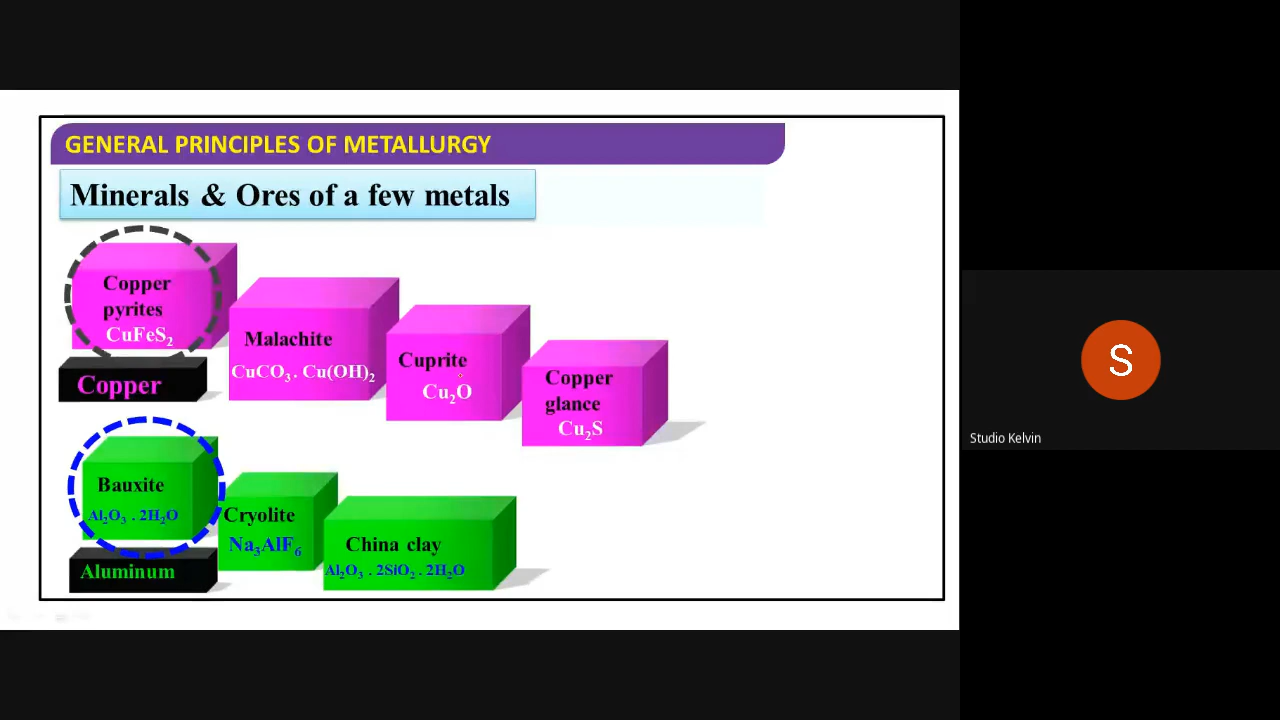 GENERAL PRINCIPLES OF METALLURGY
Minerals & Ores of a few metals
Copper
pyrites
CuFeS₂
Copper
Malachite
CuCO₃ . Cu(OH)₂
Cuprite
Cu₂O
Copper
glance
Cu₂S
Bauxite
Al₂O₃ . 2H₂O
Aluminum
Cryolite
Na₃AlF₆
China clay
Al₂O₃ . 2SiO₂ . 2H₂O
S
Studio Kelvin